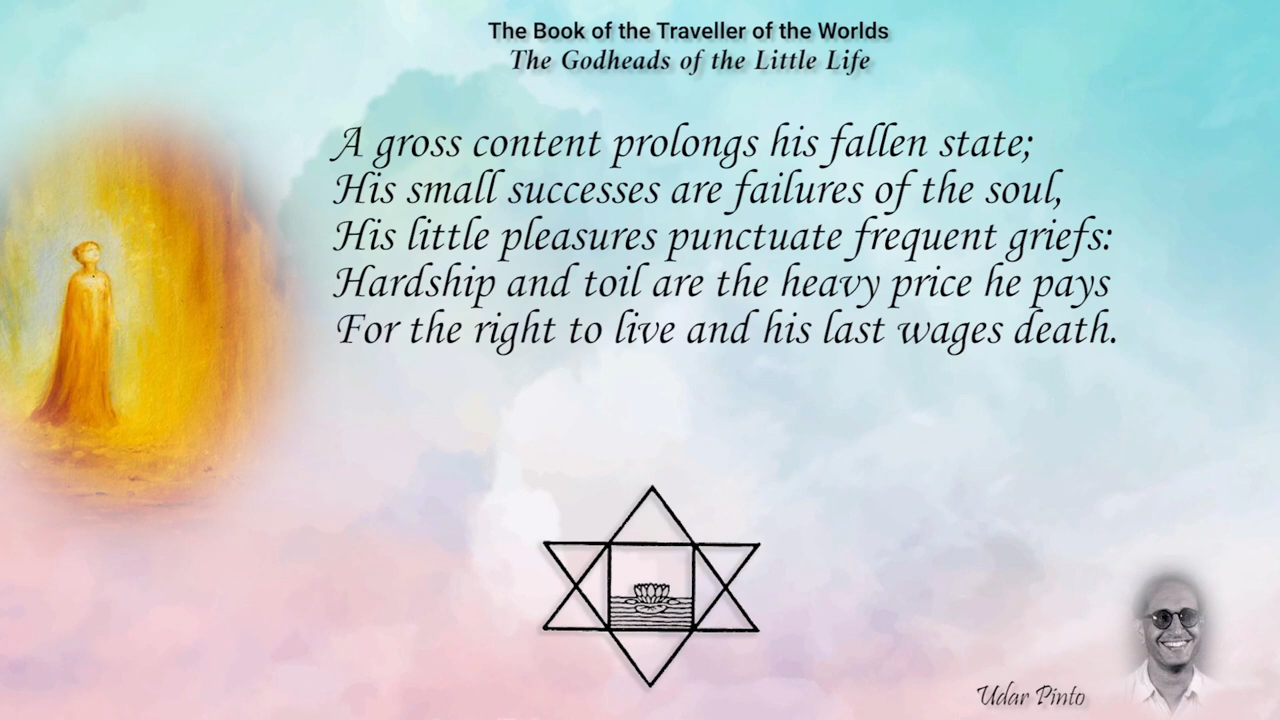 The Book of the Traveller of the Worlds
The Godheads of the Little Life
A gross content prolongs his fallen state;
His small successes are failures of the soul,
His little pleasures punctuate frequent griefs:
Hardship and toil are the heavy price he pays
For the right to live and his last wages death.
Udar Pinto